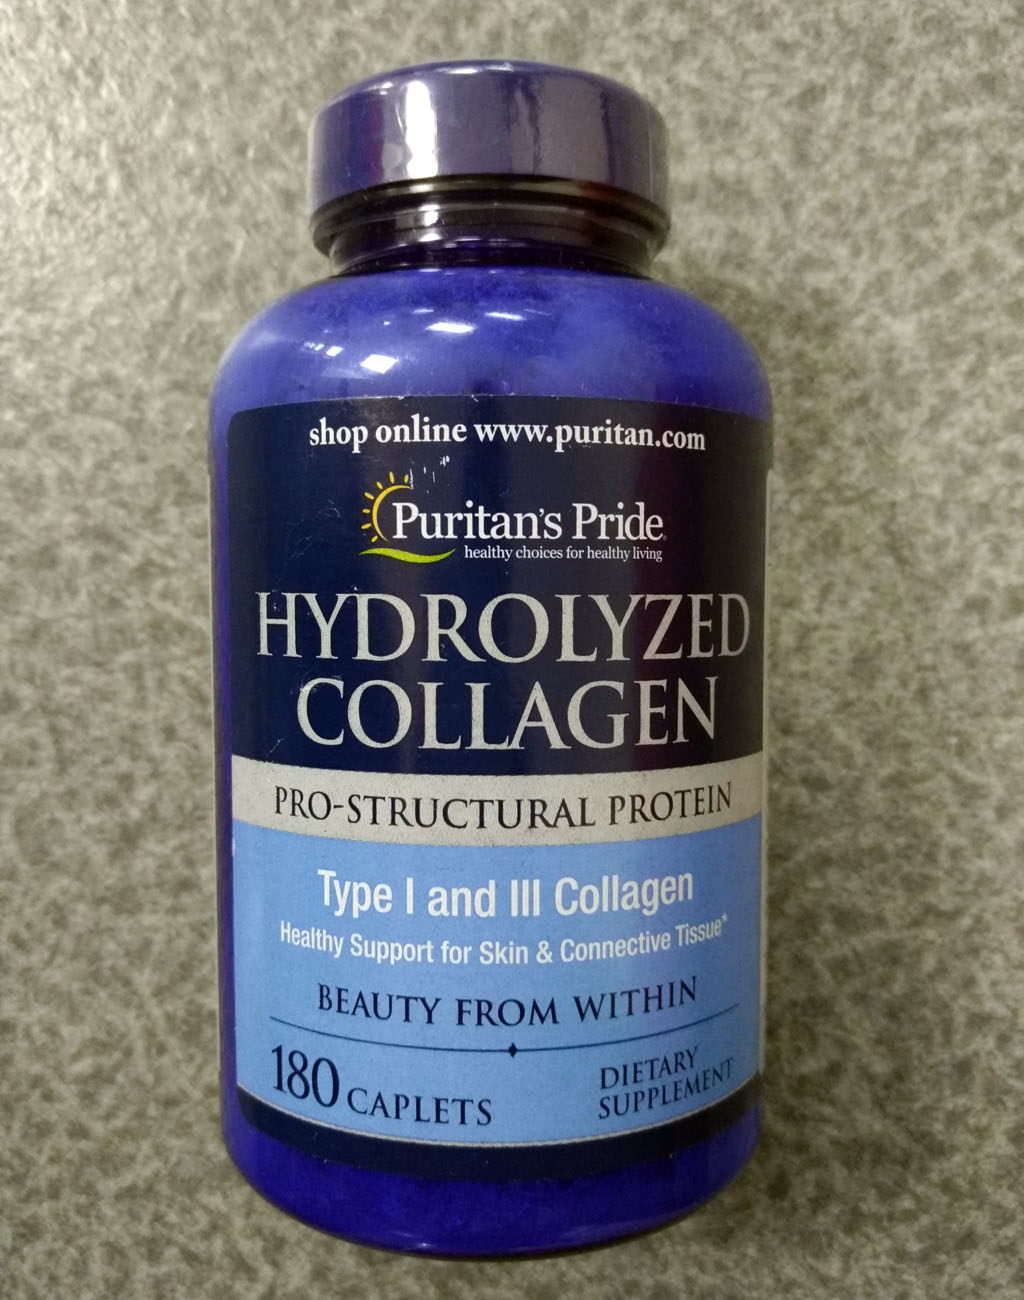 shop online www.puritan.com
Puritan's Pride
healthy choices for healthy living
HYDROLYZED
COLLAGEN
PRO-STRUCTURAL PROTEIN
Type I and III Collagen
Healthy Support for Skin & Connective Tissue*
BEAUTY FROM WITHIN
180 CAPLETS
DIETARY
SUPPLEMENT